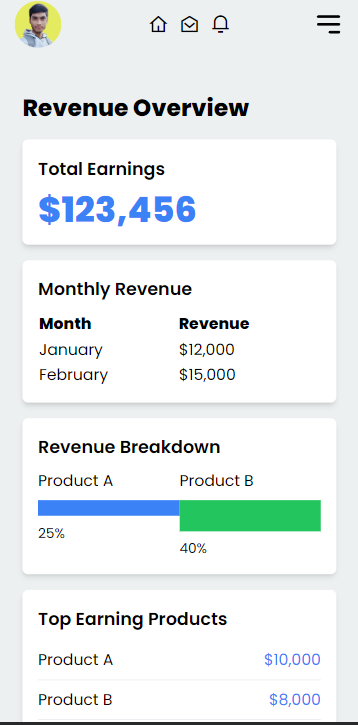 Revenue Overview
Total Earnings
$123,456
Monthly Revenue
Month Revenue
January $12,000
February $15,000
Revenue Breakdown
Product A Product B
25%
40%
Top Earning Products
Product A $10,000
Product B $8,000